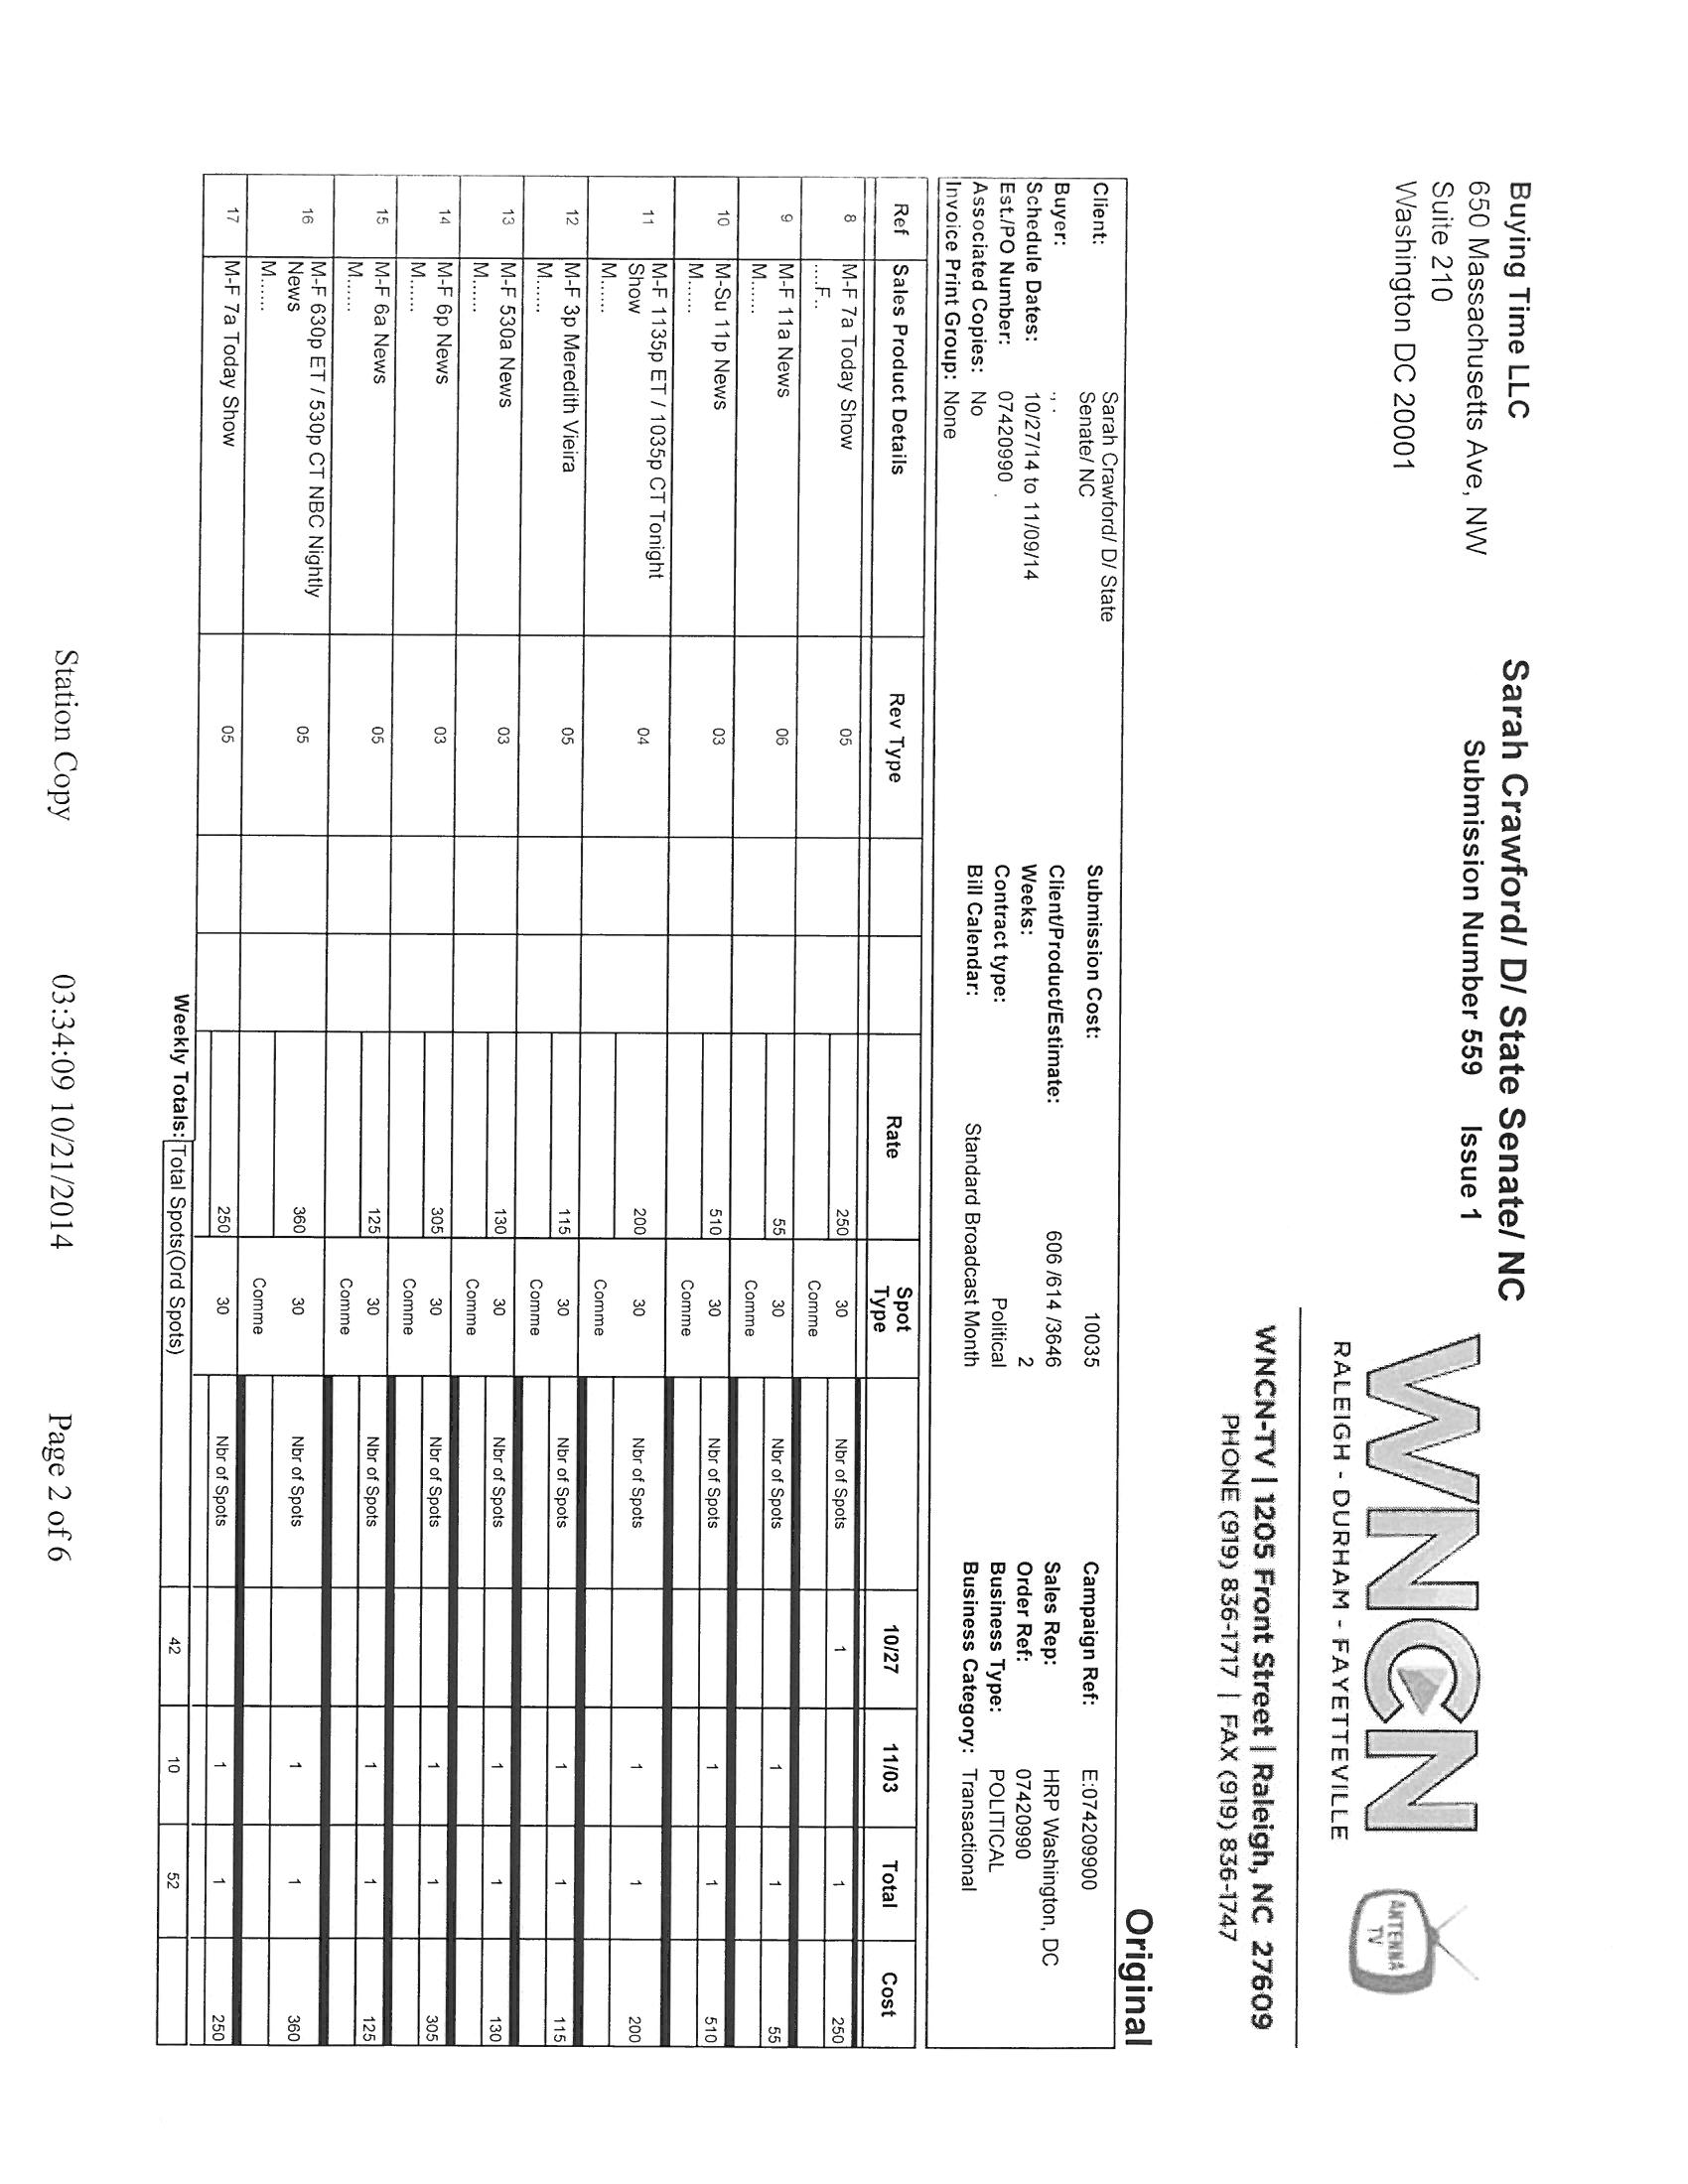 Buying Time LLC
650 Massachusetts Ave, NW
Suite 210
Washington DC 20001
Sarah Crawford/ D/ State Senate/ NC
Submission Number 559 Issue 1
WNCN
RALEIGH - DURHAM - FAYETTEVILLE
ANTENNA
TV
WNCN-TV | 1205 Front Street | Raleigh, NC 27609
PHONE (919) 836-1717 | FAX (919) 836-1747
Original
Client: Sarah Crawford/ D/ State Submission Cost: 10035 Campaign Ref: E:07420990
Senate/ NC
Buyer: Client/Product/Estimate: 606 /614 /3646 Sales Rep: HRP Washington, DC
Schedule Dates: 10/27/14 to 11/09/14 Weeks: 2 Order Ref: 07420990
Est./PO Number: 07420990 Contract type: Political Business Type: POLITICAL
Associated Copies: No Bill Calendar: Standard Broadcast Month Business Category: Transactional
Invoice Print Group: None
Ref Sales Product Details Rev Type Rate Spot Type 10/27 11/03 Total Cost
8 M-F 7a Today Show 05 250 30 Nbr of Spots 1 1 250
....F.. Comme
9 M-F 11a News 06 55 30 Nbr of Spots 1 1 55
M...... Comme
10 M-Su 11p News 03 510 30 Nbr of Spots 1 1 510
M...... Comme
11 M-F 1135p ET / 1035p CT Tonight 04 200 30 Nbr of Spots 1 1 200
Show
M...... Comme
12 M-F 3p Meredith Vieira 05 115 30 Nbr of Spots 1 1 115
M...... Comme
13 M-F 530a News 03 130 30 Nbr of Spots 1 1 130
M...... Comme
14 M-F 6p News 03 305 30 Nbr of Spots 1 1 305
M...... Comme
15 M-F 6a News 05 125 30 Nbr of Spots 1 1 125
M...... Comme
16 M-F 630p ET / 530p CT NBC Nightly 05 360 30 Nbr of Spots 1 1 360
News
M...... Comme
17 M-F 7a Today Show 05 250 30 Nbr of Spots 1 1 250
Weekly Totals: Total Spots(Ord Spots) 42 10 52
Station Copy 03:34:09 10/21/2014 Page 2 of 6